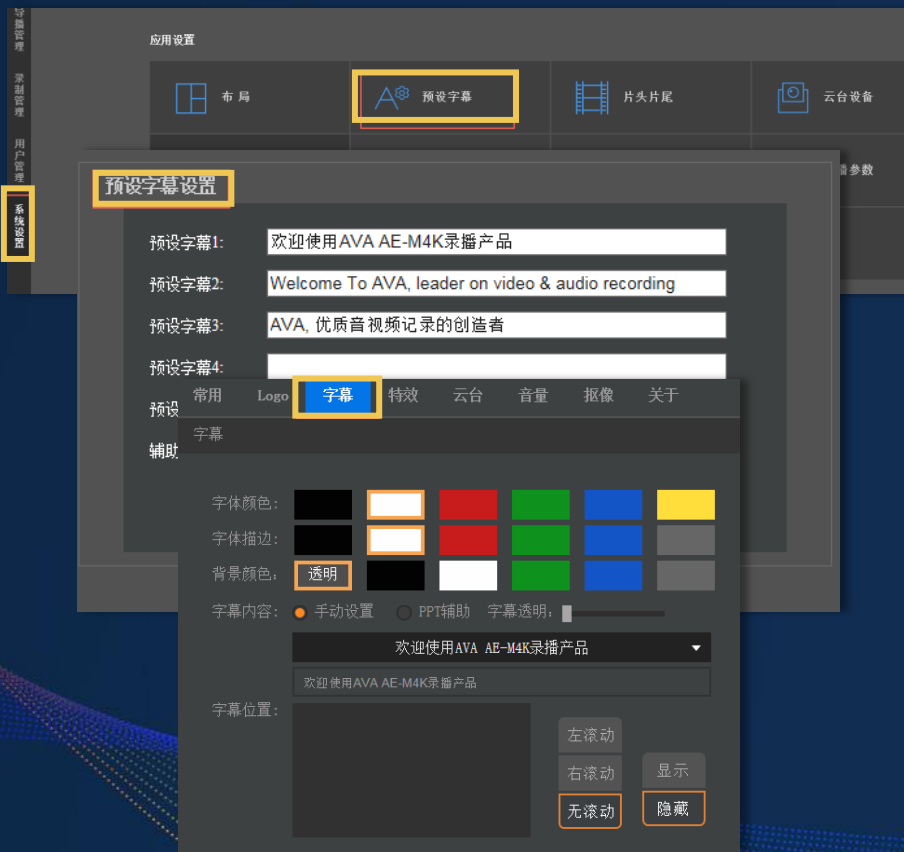 导播管理
录制管理
用户管理
系统设置
应用设置
布局
预设字幕
片头片尾
云台设备
播参数
预设字幕设置
预设字幕1:
欢迎使用AVA AE-M4K录播产品
预设字幕2:
Welcome To AVA, leader on video & audio recording
预设字幕3:
AVA, 优质音视频记录的创造者
预设字幕4:
预设
辅助
常用 Logo 字幕 特效 云台 音量 抠像 关于
字幕
字体颜色:
字体描边:
背景颜色: 透明
字幕内容: 手动设置 PPT辅助 字幕透明:
欢迎使用AVA AE-M4K录播产品
欢迎使用AVA AE-M4K录播产品
字幕位置:
左滚动
右滚动
无滚动
显示
隐藏